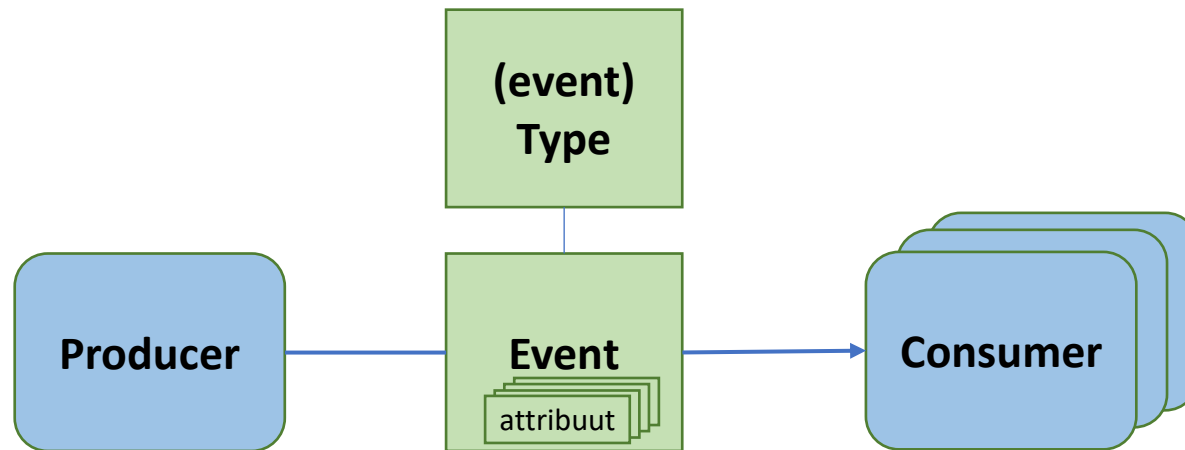 (event)
Type
Producer
Event
attribuut
Consumer